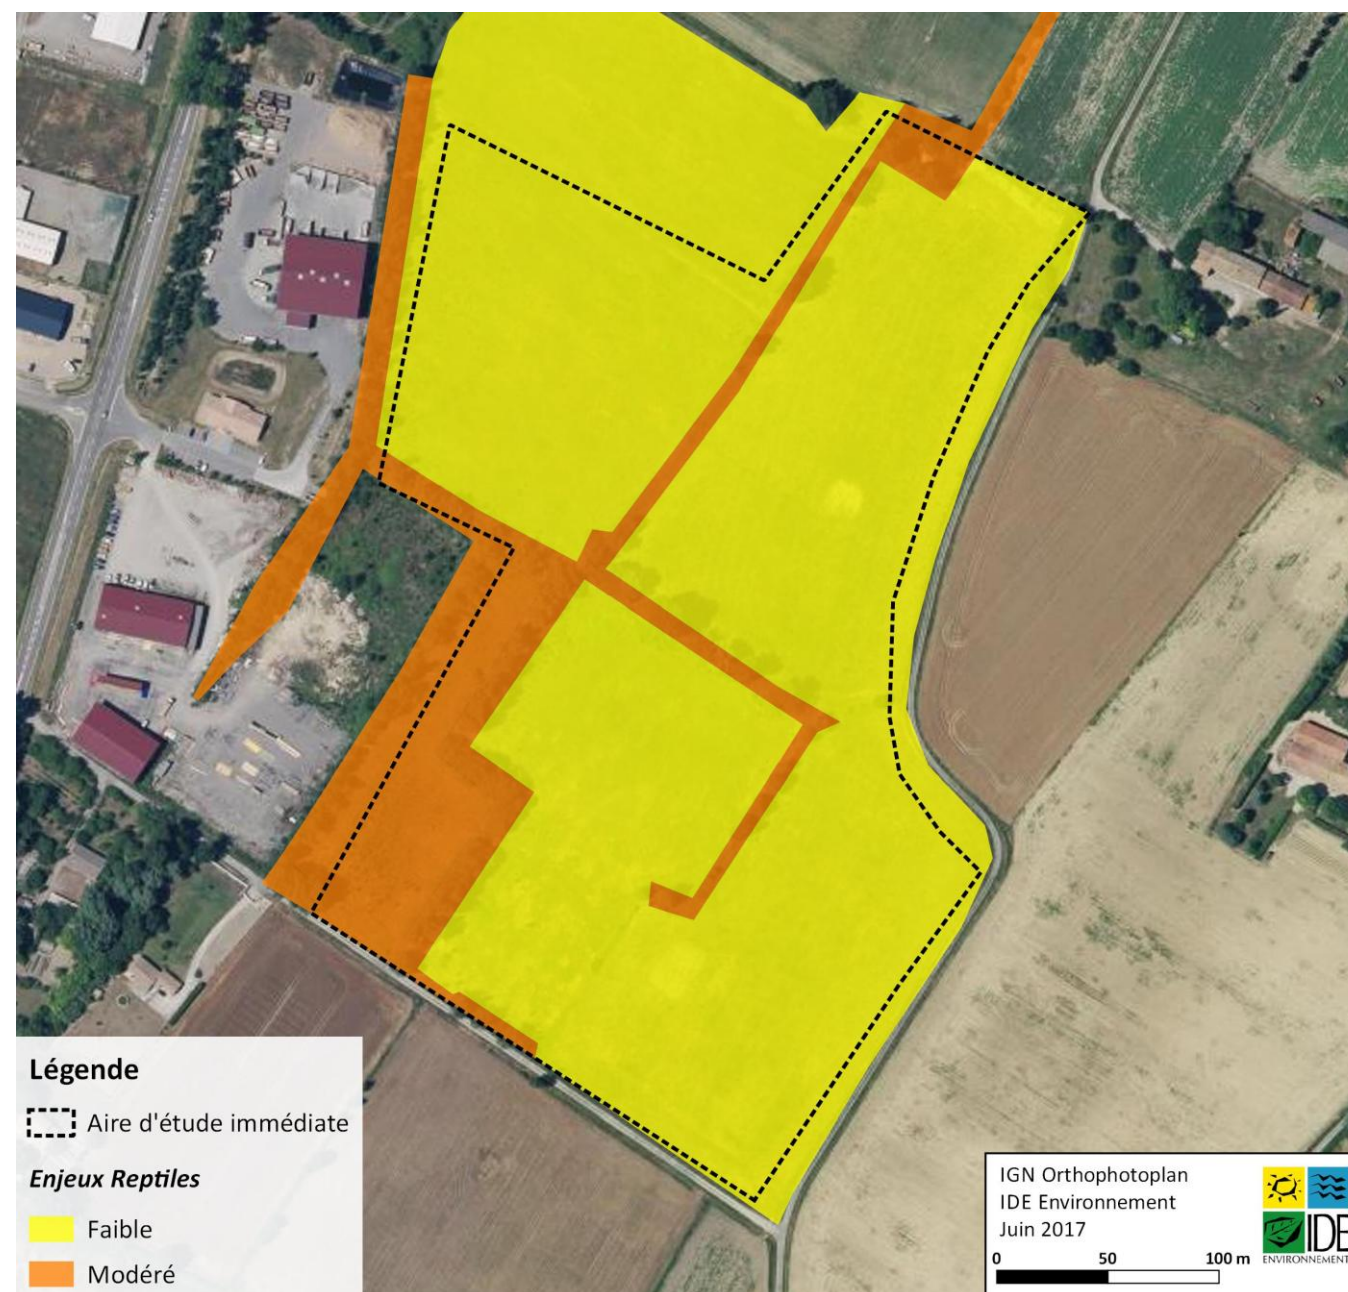 Légende
Aire d'étude immédiate
Enjeux Reptiles
Faible
Modéré
IGN Orthophotoplan
IDE Environnement
Juin 2017
0 50 100 m
IDE
ENVIRONNEMENT